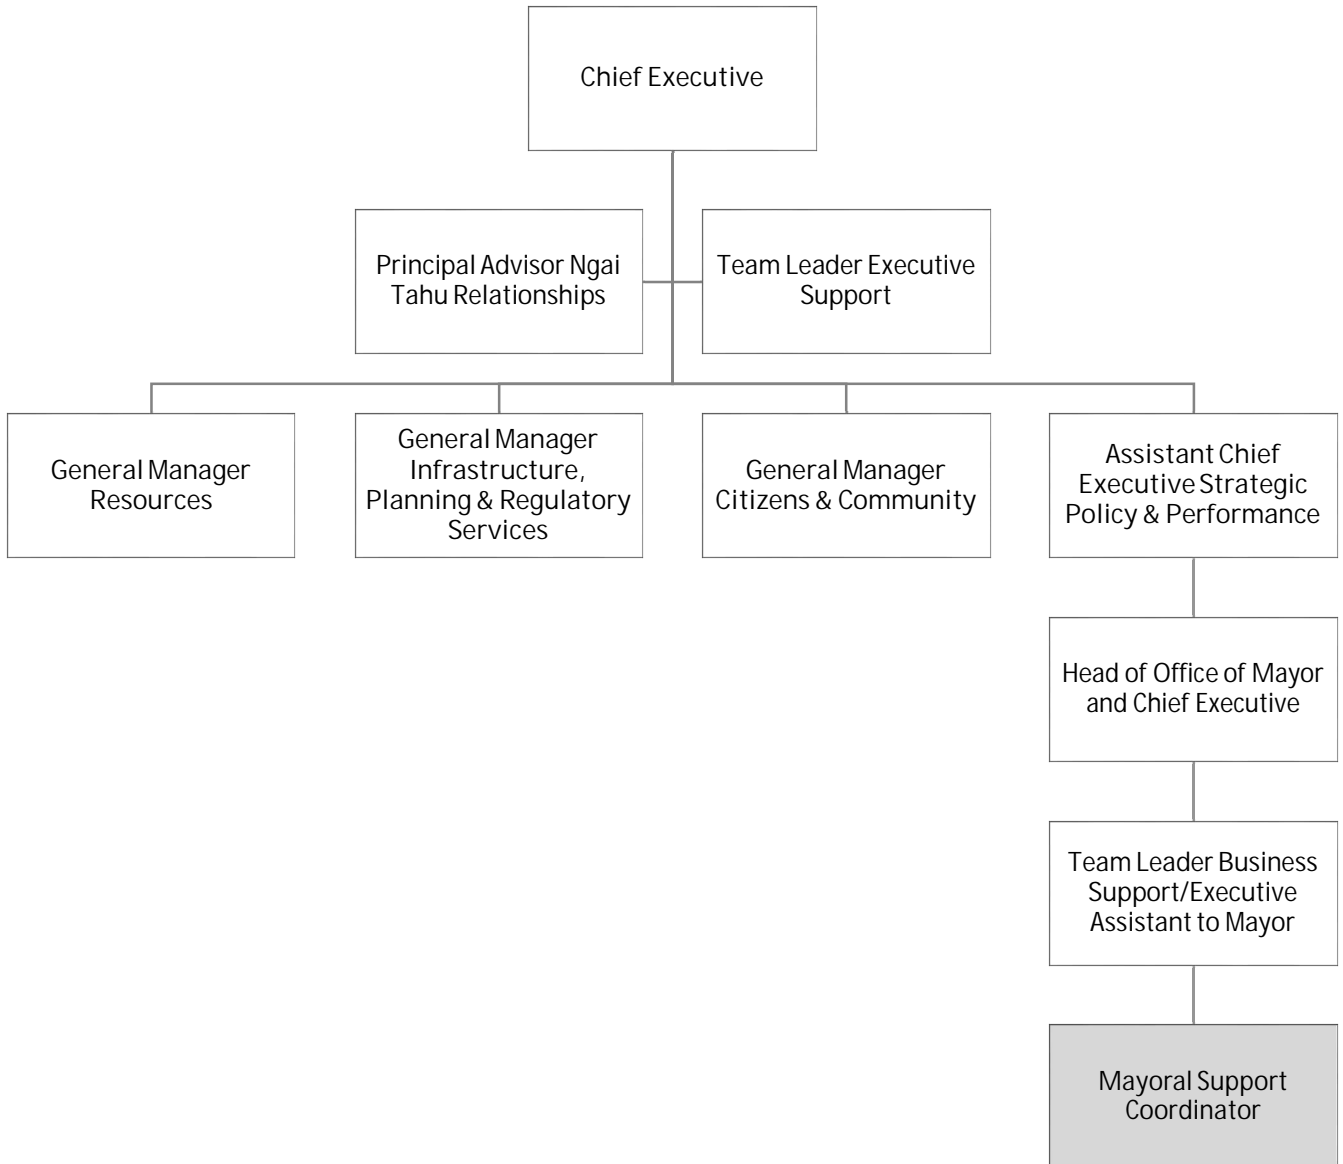 Chief Executive
Principal Advisor Ngai
Tahu Relationships
Team Leader Executive
Support
General Manager
Resources
General Manager
Infrastructure,
Planning & Regulatory
Services
General Manager
Citizens & Community
Assistant Chief
Executive Strategic
Policy & Performance
Head of Office of Mayor
and Chief Executive
Team Leader Business
Support/Executive
Assistant to Mayor
Mayoral Support
Coordinator